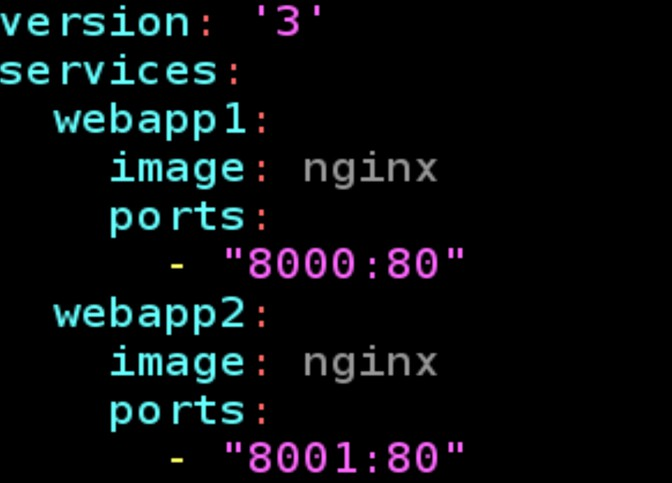 version: '3'
services:
  webapp1:
    image: nginx
    ports:
      - "8000:80"
  webapp2:
    image: nginx
    ports:
      - "8001:80"